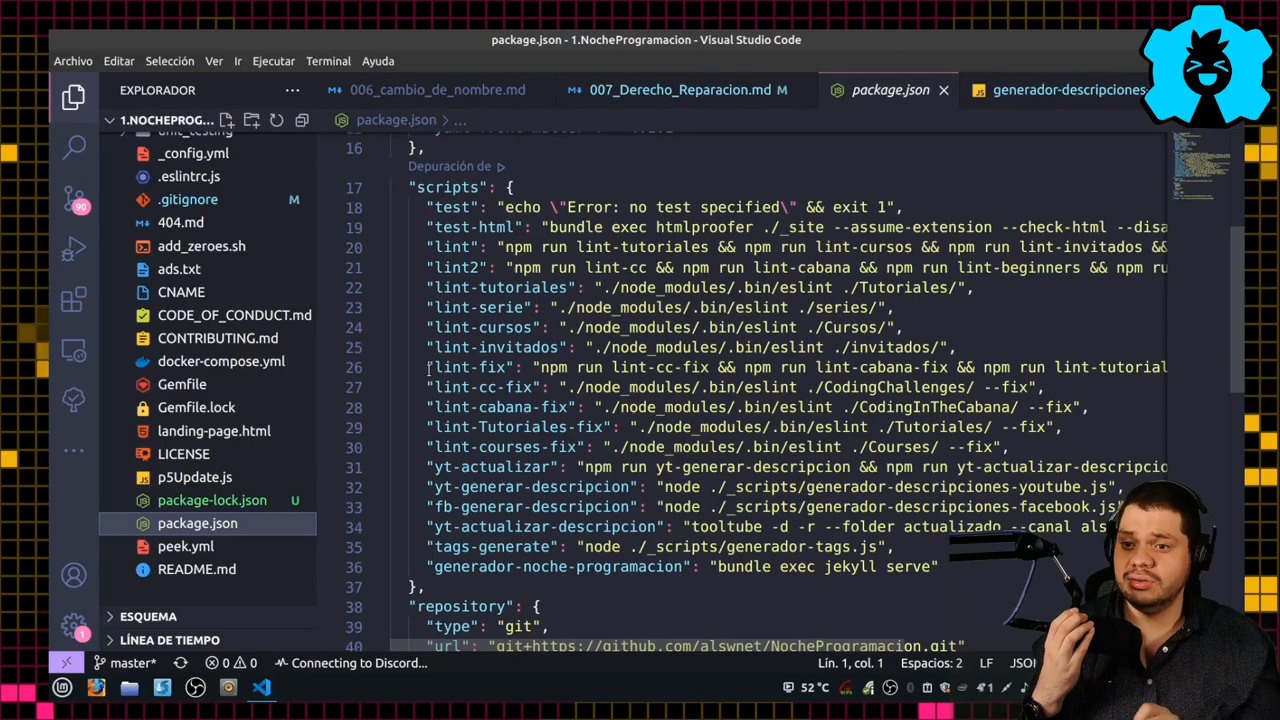 package.json - 1.NocheProgramacion - Visual Studio Code
Archivo Editar Selección Ver Ir Ejecutar Terminal Ayuda
EXPLORADOR
006_cambio_de_nombre.md
007_Derecho_Reparacion.md M
package.json
generador-descripciones-
1.NOCHEPROG...
package.json > ...
unit_testing
_config.yml
.eslintrc.js
.gitignore M
404.md
add_zeroes.sh
ads.txt
CNAME
CODE_OF_CONDUCT.md
CONTRIBUTING.md
docker-compose.yml
Gemfile
Gemfile.lock
landing-page.html
LICENSE
p5Update.js
package-lock.json U
package.json
peek.yml
README.md
ESQUEMA
LÍNEA DE TIEMPO
90
1
16 },
Depuración de
17 "scripts": {
18 "test": "echo \"Error: no test specified\" && exit 1",
19 "test-html": "bundle exec htmlproofer ./_site --assume-extension --check-html --disa
20 "lint": "npm run lint-tutoriales && npm run lint-cursos && npm run lint-invitados &&
21 "lint2": "npm run lint-cc && npm run lint-cabana && npm run lint-beginners && npm ru
22 "lint-tutoriales": "./node_modules/.bin/eslint ./Tutoriales/",
23 "lint-serie": "./node_modules/.bin/eslint ./series/",
24 "lint-cursos": "./node_modules/.bin/eslint ./Cursos/",
25 "lint-invitados": "./node_modules/.bin/eslint ./invitados/",
26 "lint-fix": "npm run lint-cc-fix && npm run lint-cabana-fix && npm run lint-tutorial
27 "lint-cc-fix": "./node_modules/.bin/eslint ./CodingChallenges/ --fix",
28 "lint-cabana-fix": "./node_modules/.bin/eslint ./CodingInTheCabana/ --fix",
29 "lint-Tutoriales-fix": "./node_modules/.bin/eslint ./Tutoriales/ --fix",
30 "lint-courses-fix": "./node_modules/.bin/eslint ./Courses/ --fix",
31 "yt-actualizar": "npm run yt-generar-descripcion && npm run yt-actualizar-descripcio
32 "yt-generar-descripcion": "node ./_scripts/generador-descripciones-youtube.js",
33 "fb-generar-descripcion": "node ./_scripts/generador-descripciones-facebook.js
34 "yt-actualizar-descripcion": "tooltube -d -r --folder actualizado --canal als
35 "tags-generate": "node ./_scripts/generador-tags.js",
36 "generador-noche-programacion": "bundle exec jekyll serve"
37 },
38 "repository": {
39 "type": "git",
40 "url": "git+https://github.com/alswnet/NocheProgramacion.git"
master* 0 0 Connecting to Discord... Lín. 1, col. 1 Espacios: 2 LF JSON
52 °C 1